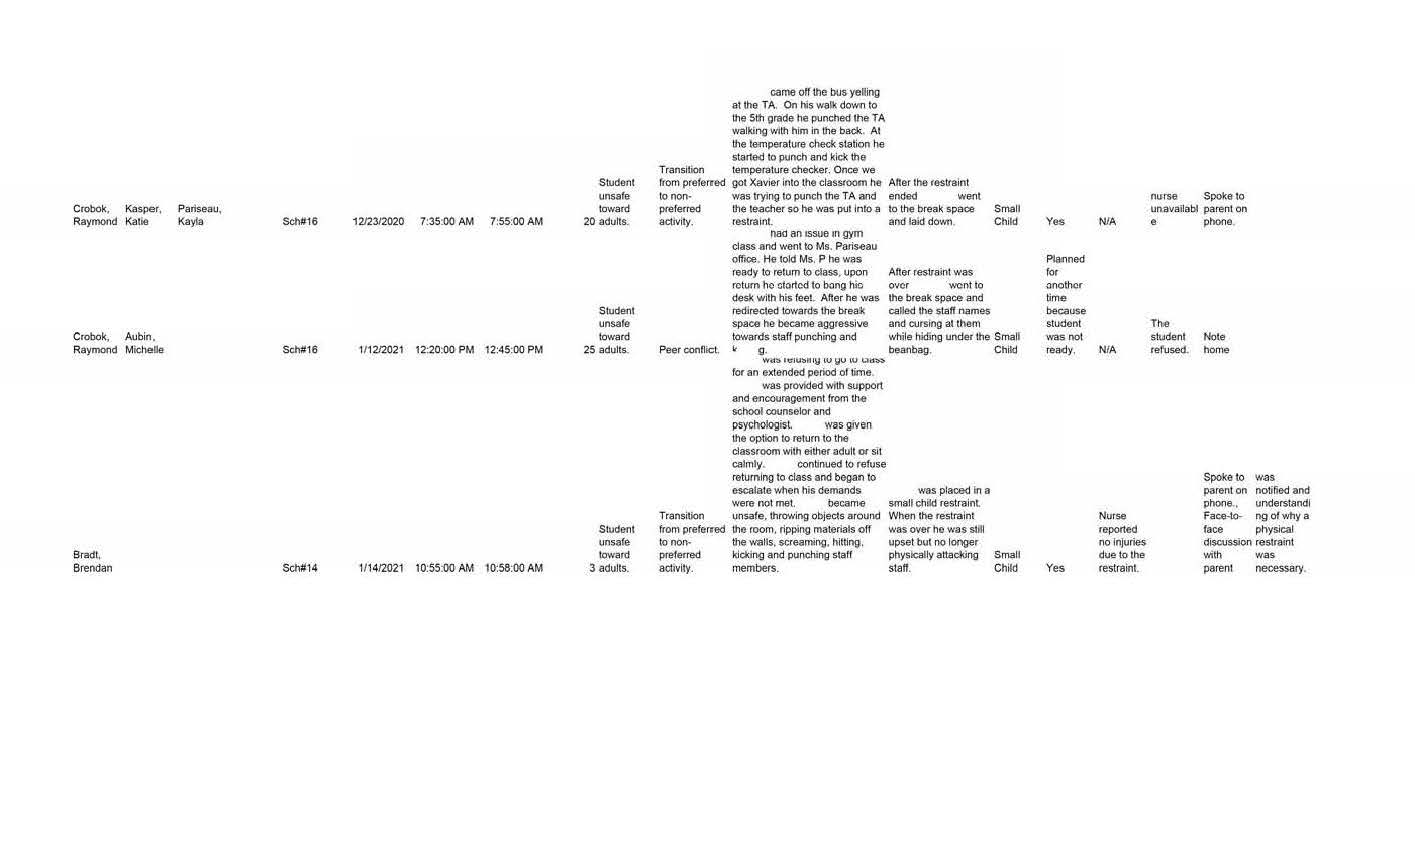 Crobok,
Raymond
Kasper,
Katie
Pariseau,
Kayla
Sch#16
12/23/2020
7:35:00 AM
7:55:00 AM
20
Student
unsafe
toward
adults.
Transition
from preferred
to non-
preferred
activity.
came off the bus yelling
at the TA. On his walk down to
the 5th grade he punched the TA
walking with him in the back. At
the temperature check station he
started to punch and kick the
temperature checker. Once we
got Xavier into the classroom he
was trying to punch the TA and
the teacher so he was put into a
restraint.
After the restraint
ended went
to the break space
and laid down.
Small
Child
Yes
N/A
nurse
unavailabl
e
Spoke to
parent on
phone.
Crobok,
Raymond
Aubin,
Michelle
Sch#16
1/12/2021
12:20:00 PM
12:45:00 PM
25
Student
unsafe
toward
adults.
Peer conflict.
had an issue in gym
class and went to Ms. Pariseau
office. He told Ms. P he was
ready to return to class, upon
return he started to bang his
desk with his feet. After he was
redirected towards the break
space he became aggressive
towards staff punching and
k g.
After restraint was
over went to
the break space and
called the staff names
and cursing at them
while hiding under the
beanbag.
Small
Child
Planned
for
another
time
because
student
was not
ready.
N/A
The
student
refused.
Note
home
Bradt,
Brendan
Sch#14
1/14/2021
10:55:00 AM
10:58:00 AM
3
Student
unsafe
toward
adults.
Transition
from preferred
to non-
preferred
activity.
was refusing to go to class
for an extended period of time.
was provided with support
and encouragement from the
school counselor and
psychologist. was given
the option to return to the
classroom with either adult or sit
calmly. continued to refuse
returning to class and began to
escalate when his demands
were not met. became
unsafe, throwing objects around
the room, ripping materials off
the walls, screaming, hitting,
kicking and punching staff
members.
was placed in a
small child restraint.
When the restraint
was over he was still
upset but no longer
physically attacking
staff.
Small
Child
Yes
Nurse
reported
no injuries
due to the
restraint.
Spoke to
parent on
phone.,
Face-to-
face
discussion
with
parent
was
notified and
understandi
ng of why a
physical
restraint
was
necessary.